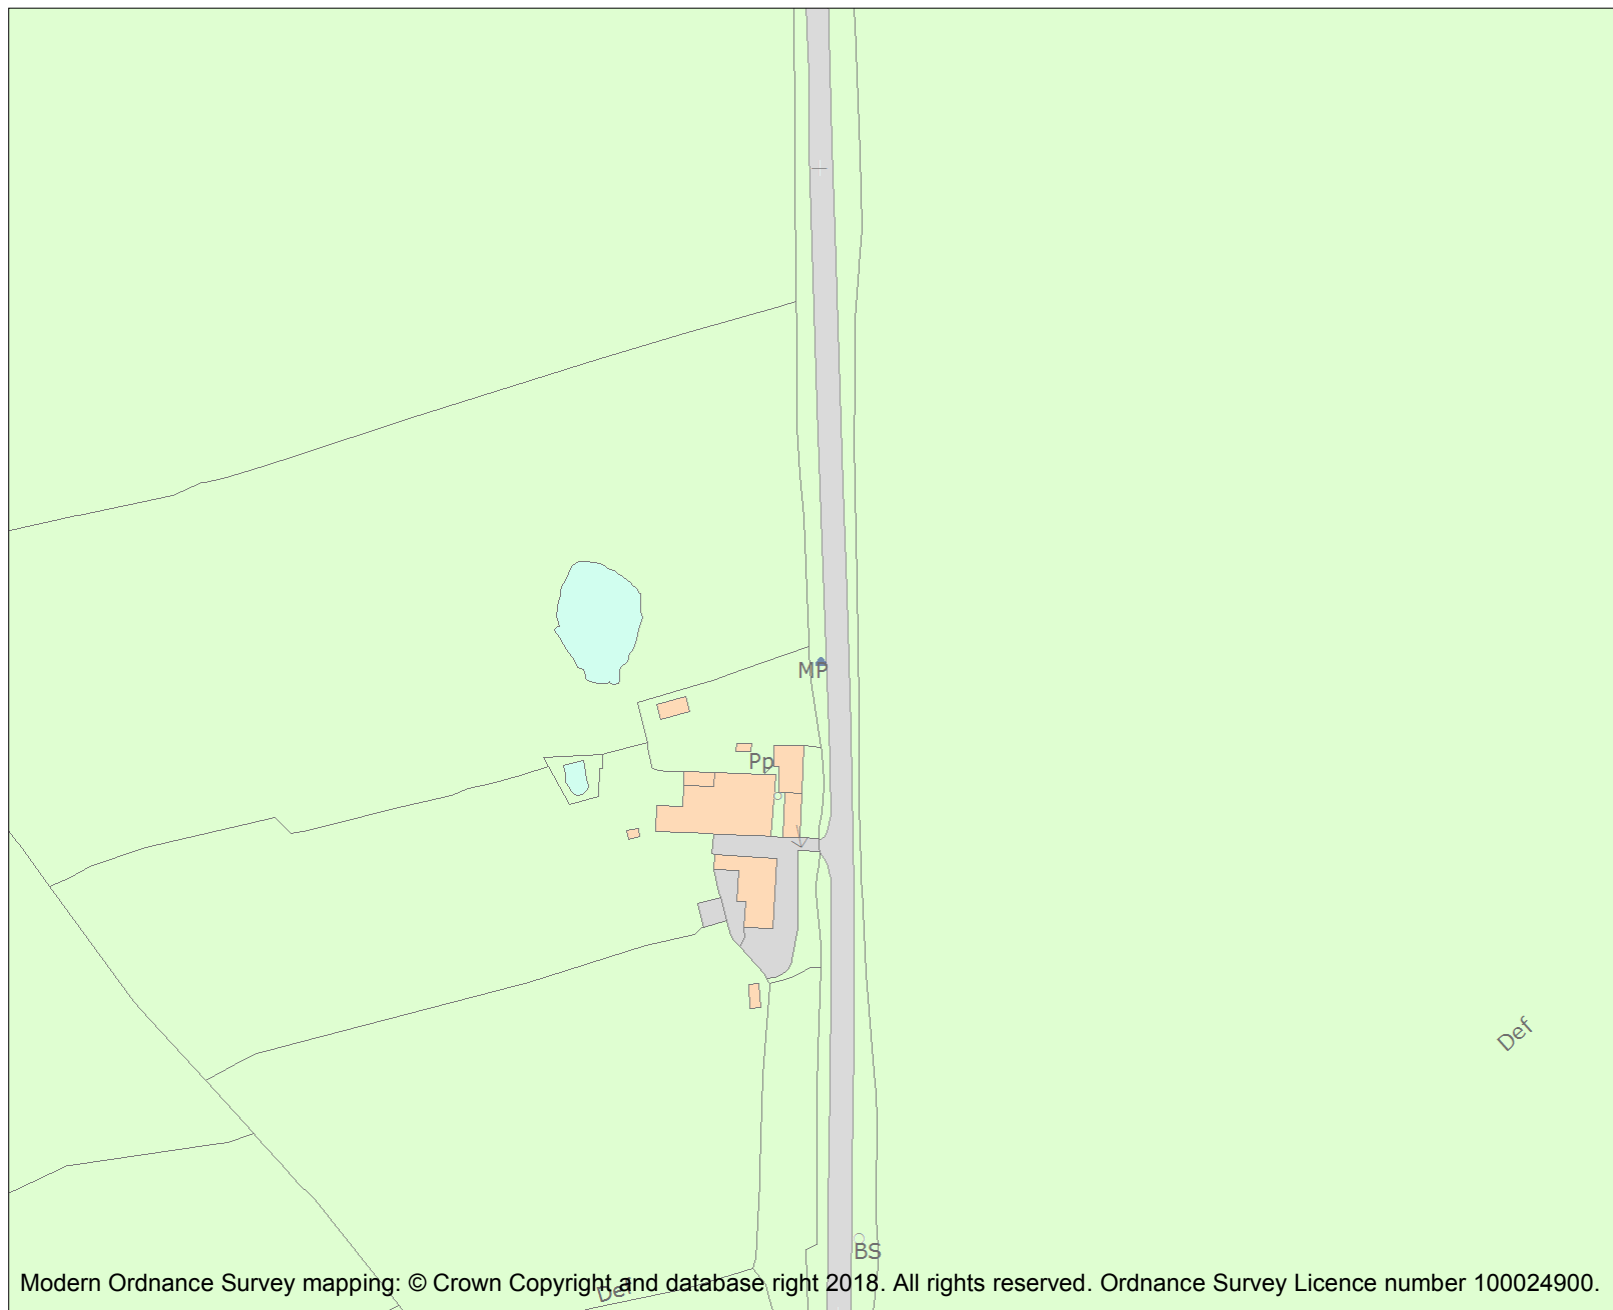 MP
Pp
Def
BS
Def
Modern Ordnance Survey mapping: © Crown Copyright and database right 2018. All rights reserved. Ordnance Survey Licence number 100024900.